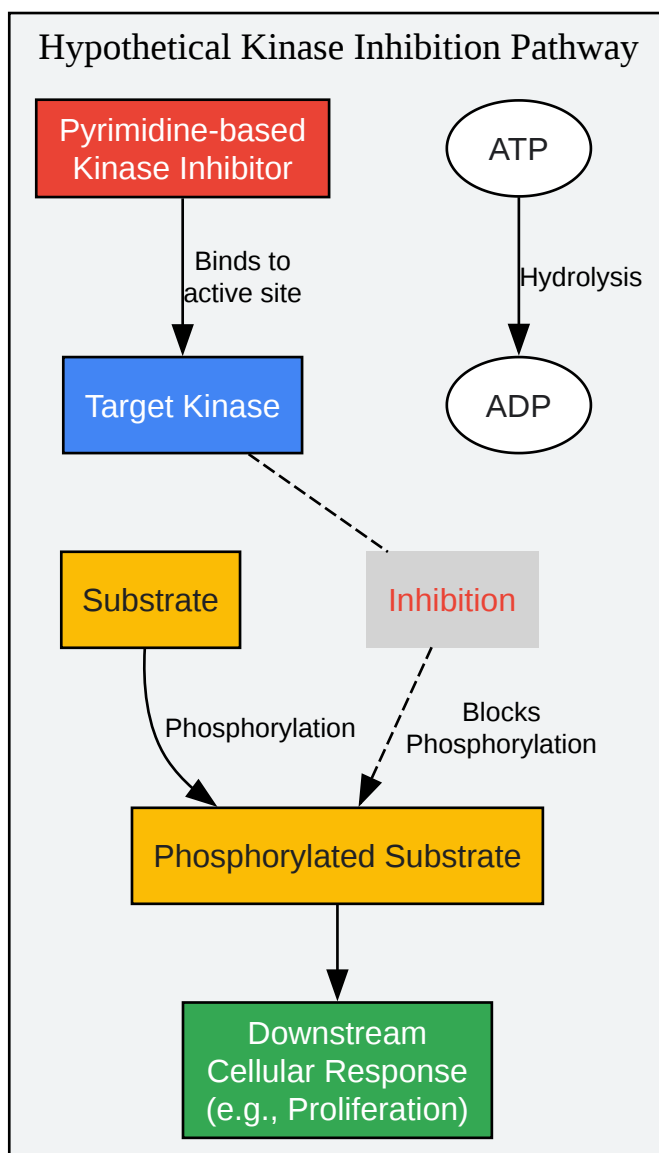 Hypothetical Kinase Inhibition Pathway
Pyrimidine-based
Kinase Inhibitor
ATP
Binds to
active site
Hydrolysis
Target Kinase
ADP
Substrate
Inhibition
Phosphorylation
Blocks
Phosphorylation
Phosphorylated Substrate
Downstream
Cellular Response
(e.g., Proliferation)